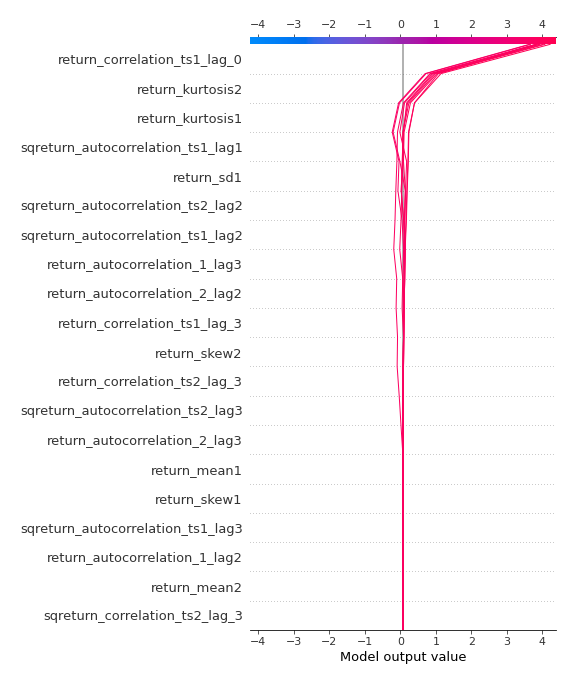 −4 −3 −2 −1 0 1 2 3 4
return_correlation_ts1_lag_0
return_kurtosis2
return_kurtosis1
sqreturn_autocorrelation_ts1_lag1
return_sd1
sqreturn_autocorrelation_ts2_lag2
sqreturn_autocorrelation_ts1_lag2
return_autocorrelation_1_lag3
return_autocorrelation_2_lag2
return_correlation_ts1_lag_3
return_skew2
return_correlation_ts2_lag_3
sqreturn_autocorrelation_ts2_lag3
return_autocorrelation_2_lag3
return_mean1
return_skew1
sqreturn_autocorrelation_ts1_lag3
return_autocorrelation_1_lag2
return_mean2
sqreturn_correlation_ts2_lag_3
−4 −3 −2 −1 0 1 2 3 4
Model output value